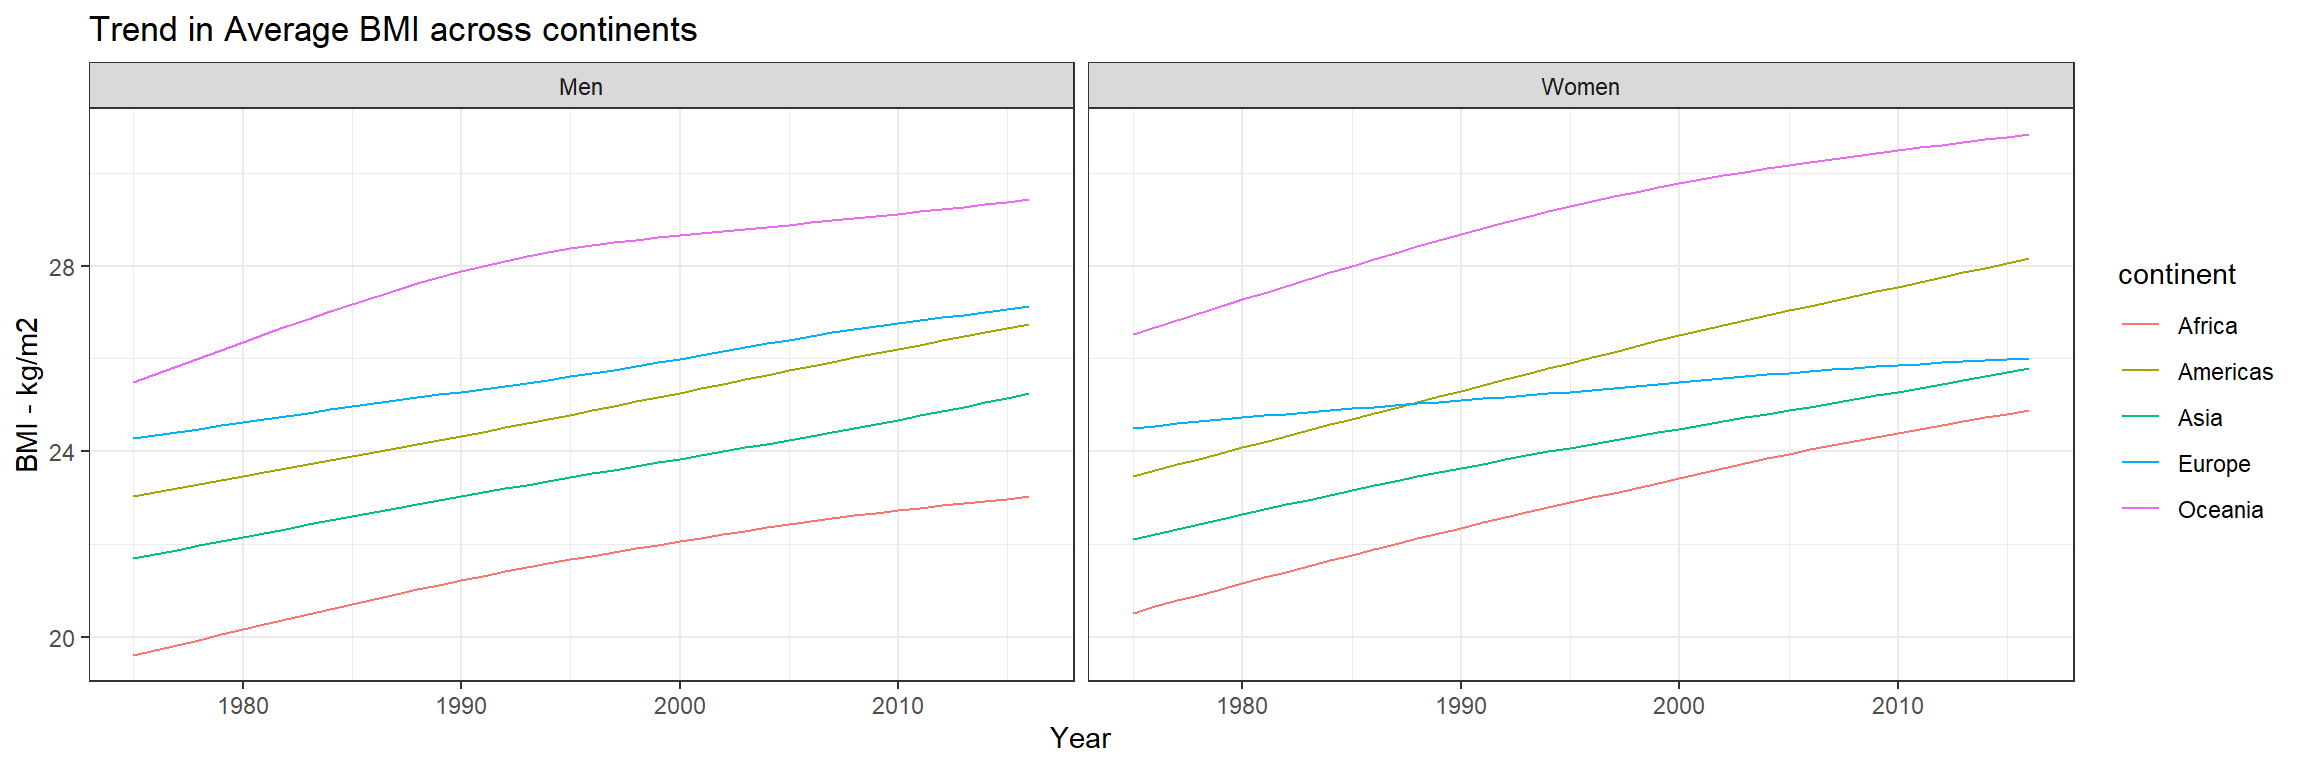 Trend in Average BMI across continents
Men
Women
BMI - kg/m2
28
24
20
1980 1990 2000 2010
1980 1990 2000 2010
Year
continent
Africa
Americas
Asia
Europe
Oceania